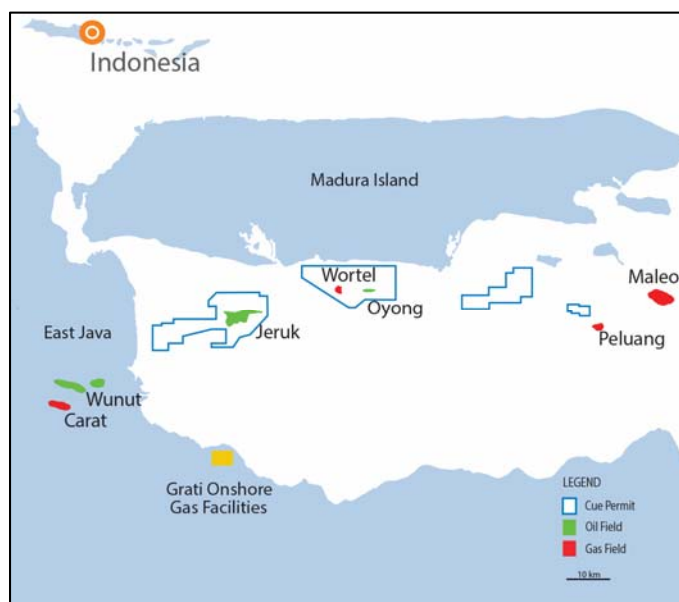 Indonesia
Madura Island
Wortel
Oyong
Maleo
East Java
Jeruk
Peluang
Wunut
Carat
Grati Onshore
Gas Facilities
LEGEND
Cue Permit
Oil Field
Gas Field
10 km